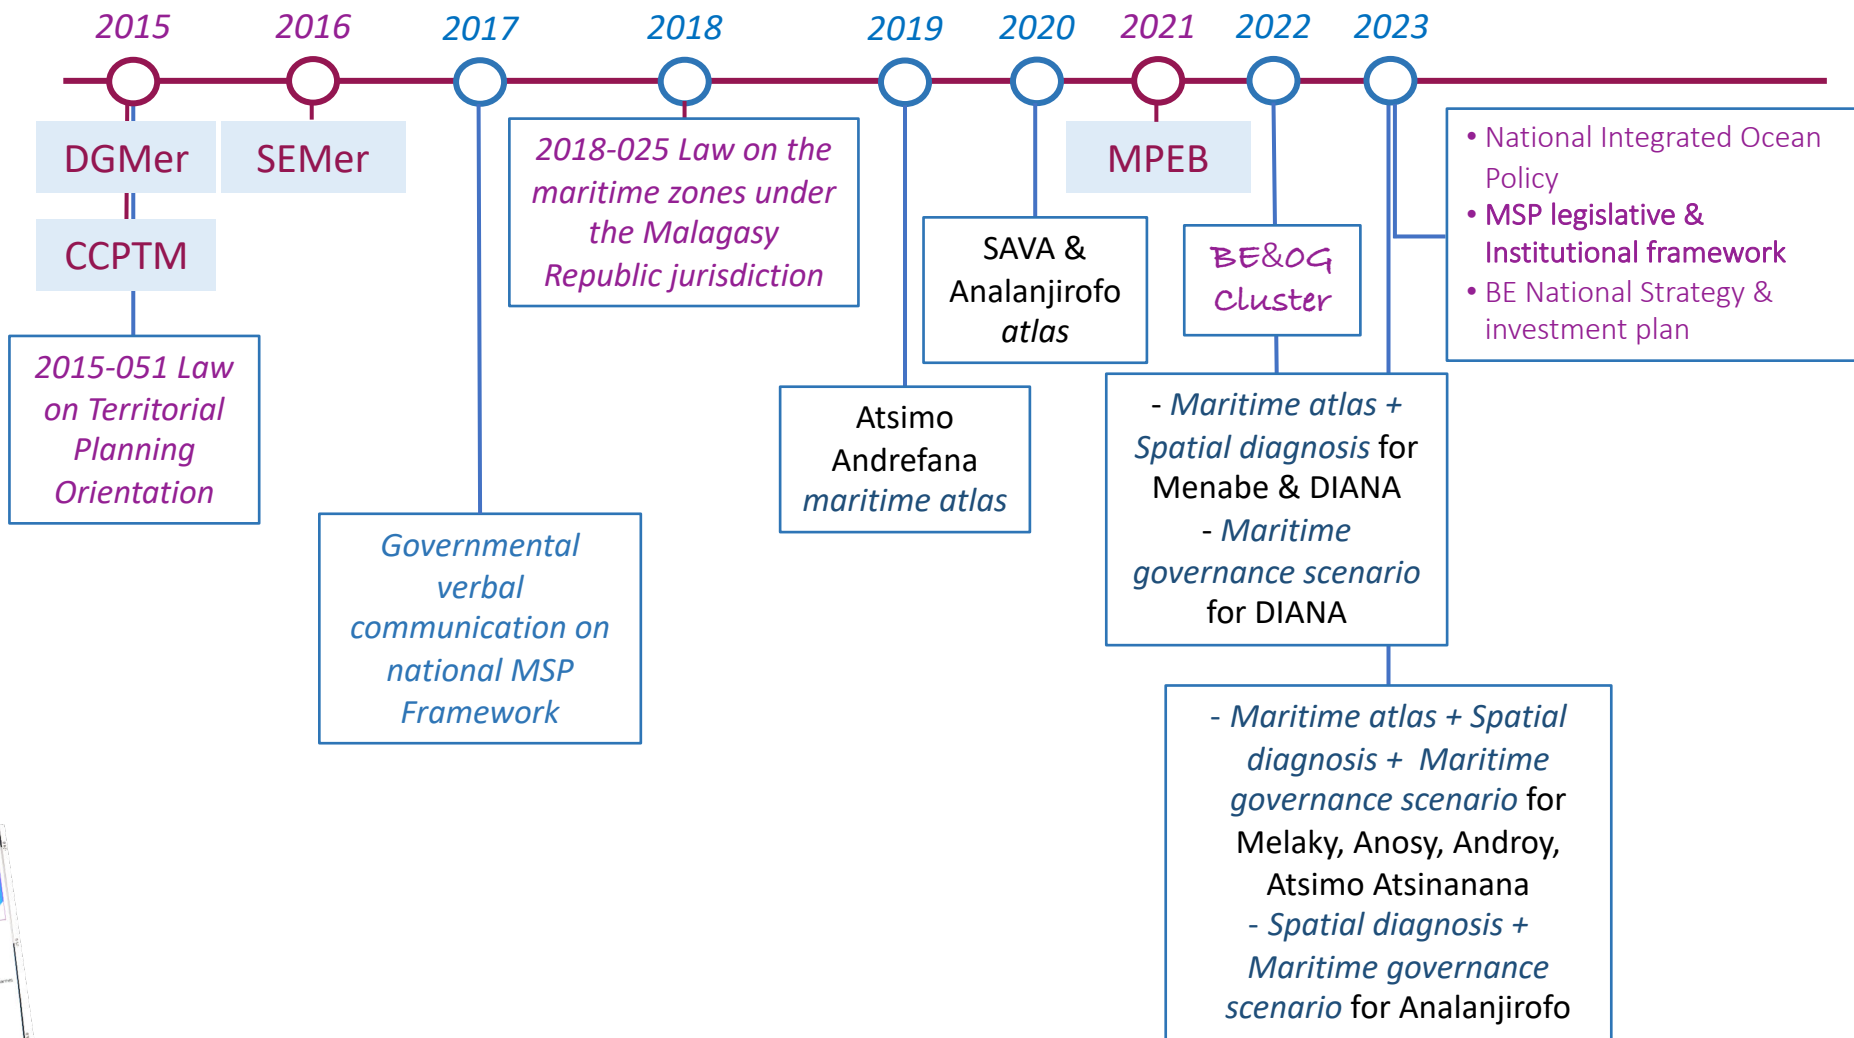 2015
2016
2017
2018
2019
2020
2021
2022
2023
DGMer
CCPTM
2015-051 Law
on Territorial
Planning
Orientation
SEMer
Governmental
verbal
communication on
national MSP
Framework
2018-025 Law on the
maritime zones under
the Malagasy
Republic jurisdiction
Atsimo
Andrefana
maritime atlas
SAVA &
Analanjirofo
atlas
MPEB
BE&OG
Cluster
- Maritime atlas +
Spatial diagnosis for
Menabe & DIANA
- Maritime
governance scenario
for DIANA
• National Integrated Ocean
Policy
• MSP legislative &
Institutional framework
• BE National Strategy &
investment plan
- Maritime atlas + Spatial
diagnosis + Maritime
governance scenario for
Melaky, Anosy, Androy,
Atsimo Atsinanana
- Spatial diagnosis +
Maritime governance
scenario for Analanjirofo